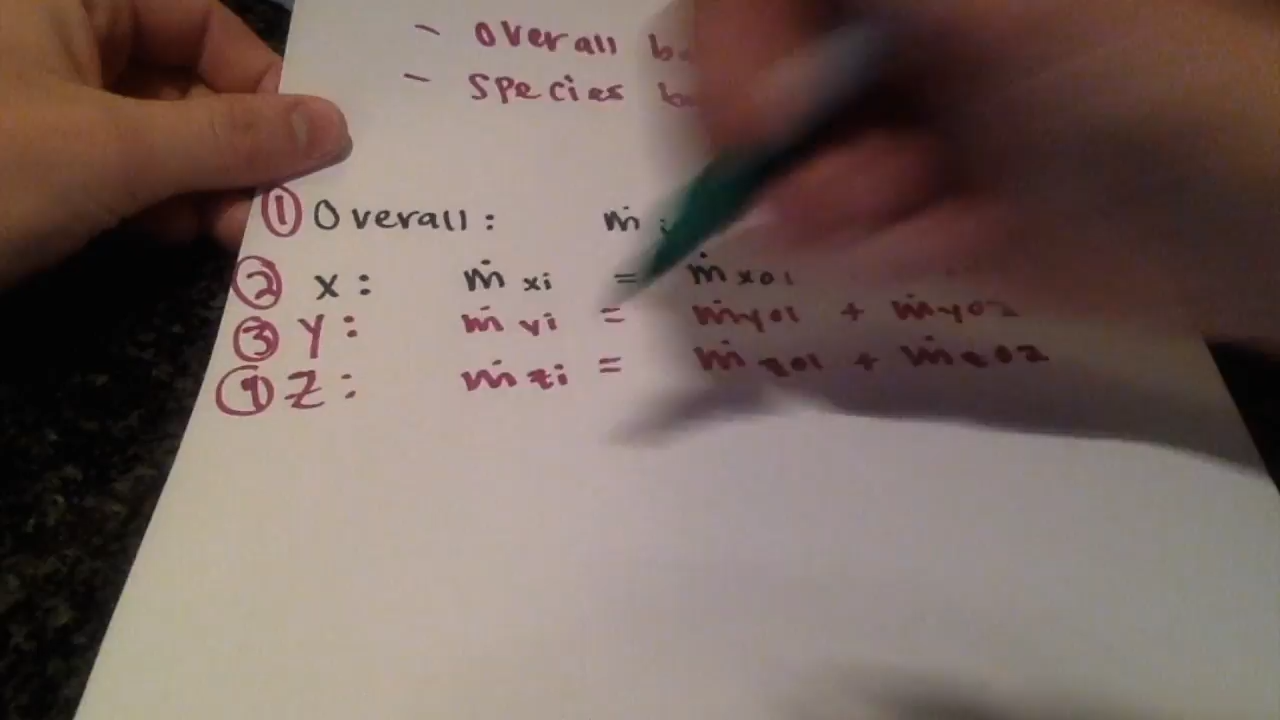 - Overall
- Species
① Overall: ṁ
② X: ṁxi = ṁxo1
③ Y: ṁyi = ṁyo1 + ṁyo2
④ Z: ṁzi = ṁzo1 + ṁzo2